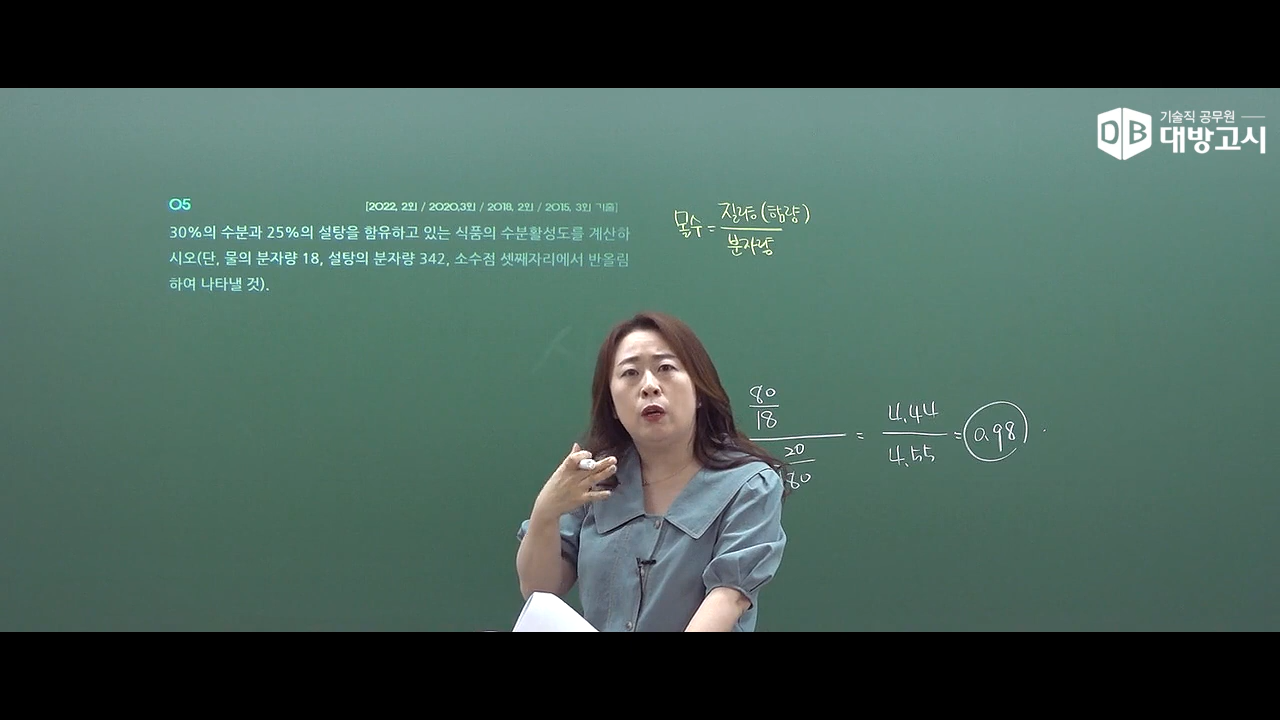 기술직 공무원
DB 대방고시
05 [2022, 2회 / 2020,3회 / 2018, 2회 / 2015, 3회 기출]
30%의 수분과 25%의 설탕을 함유하고 있는 식품의 수분활성도를 계산하
시오(단, 물의 분자량 18, 설탕의 분자량 342, 소수점 셋째자리에서 반올림
하여 나타낼 것).
몰수 = 질량(함량)
분자량
80
18
20
80
= 4.44
4.55
= 0.98